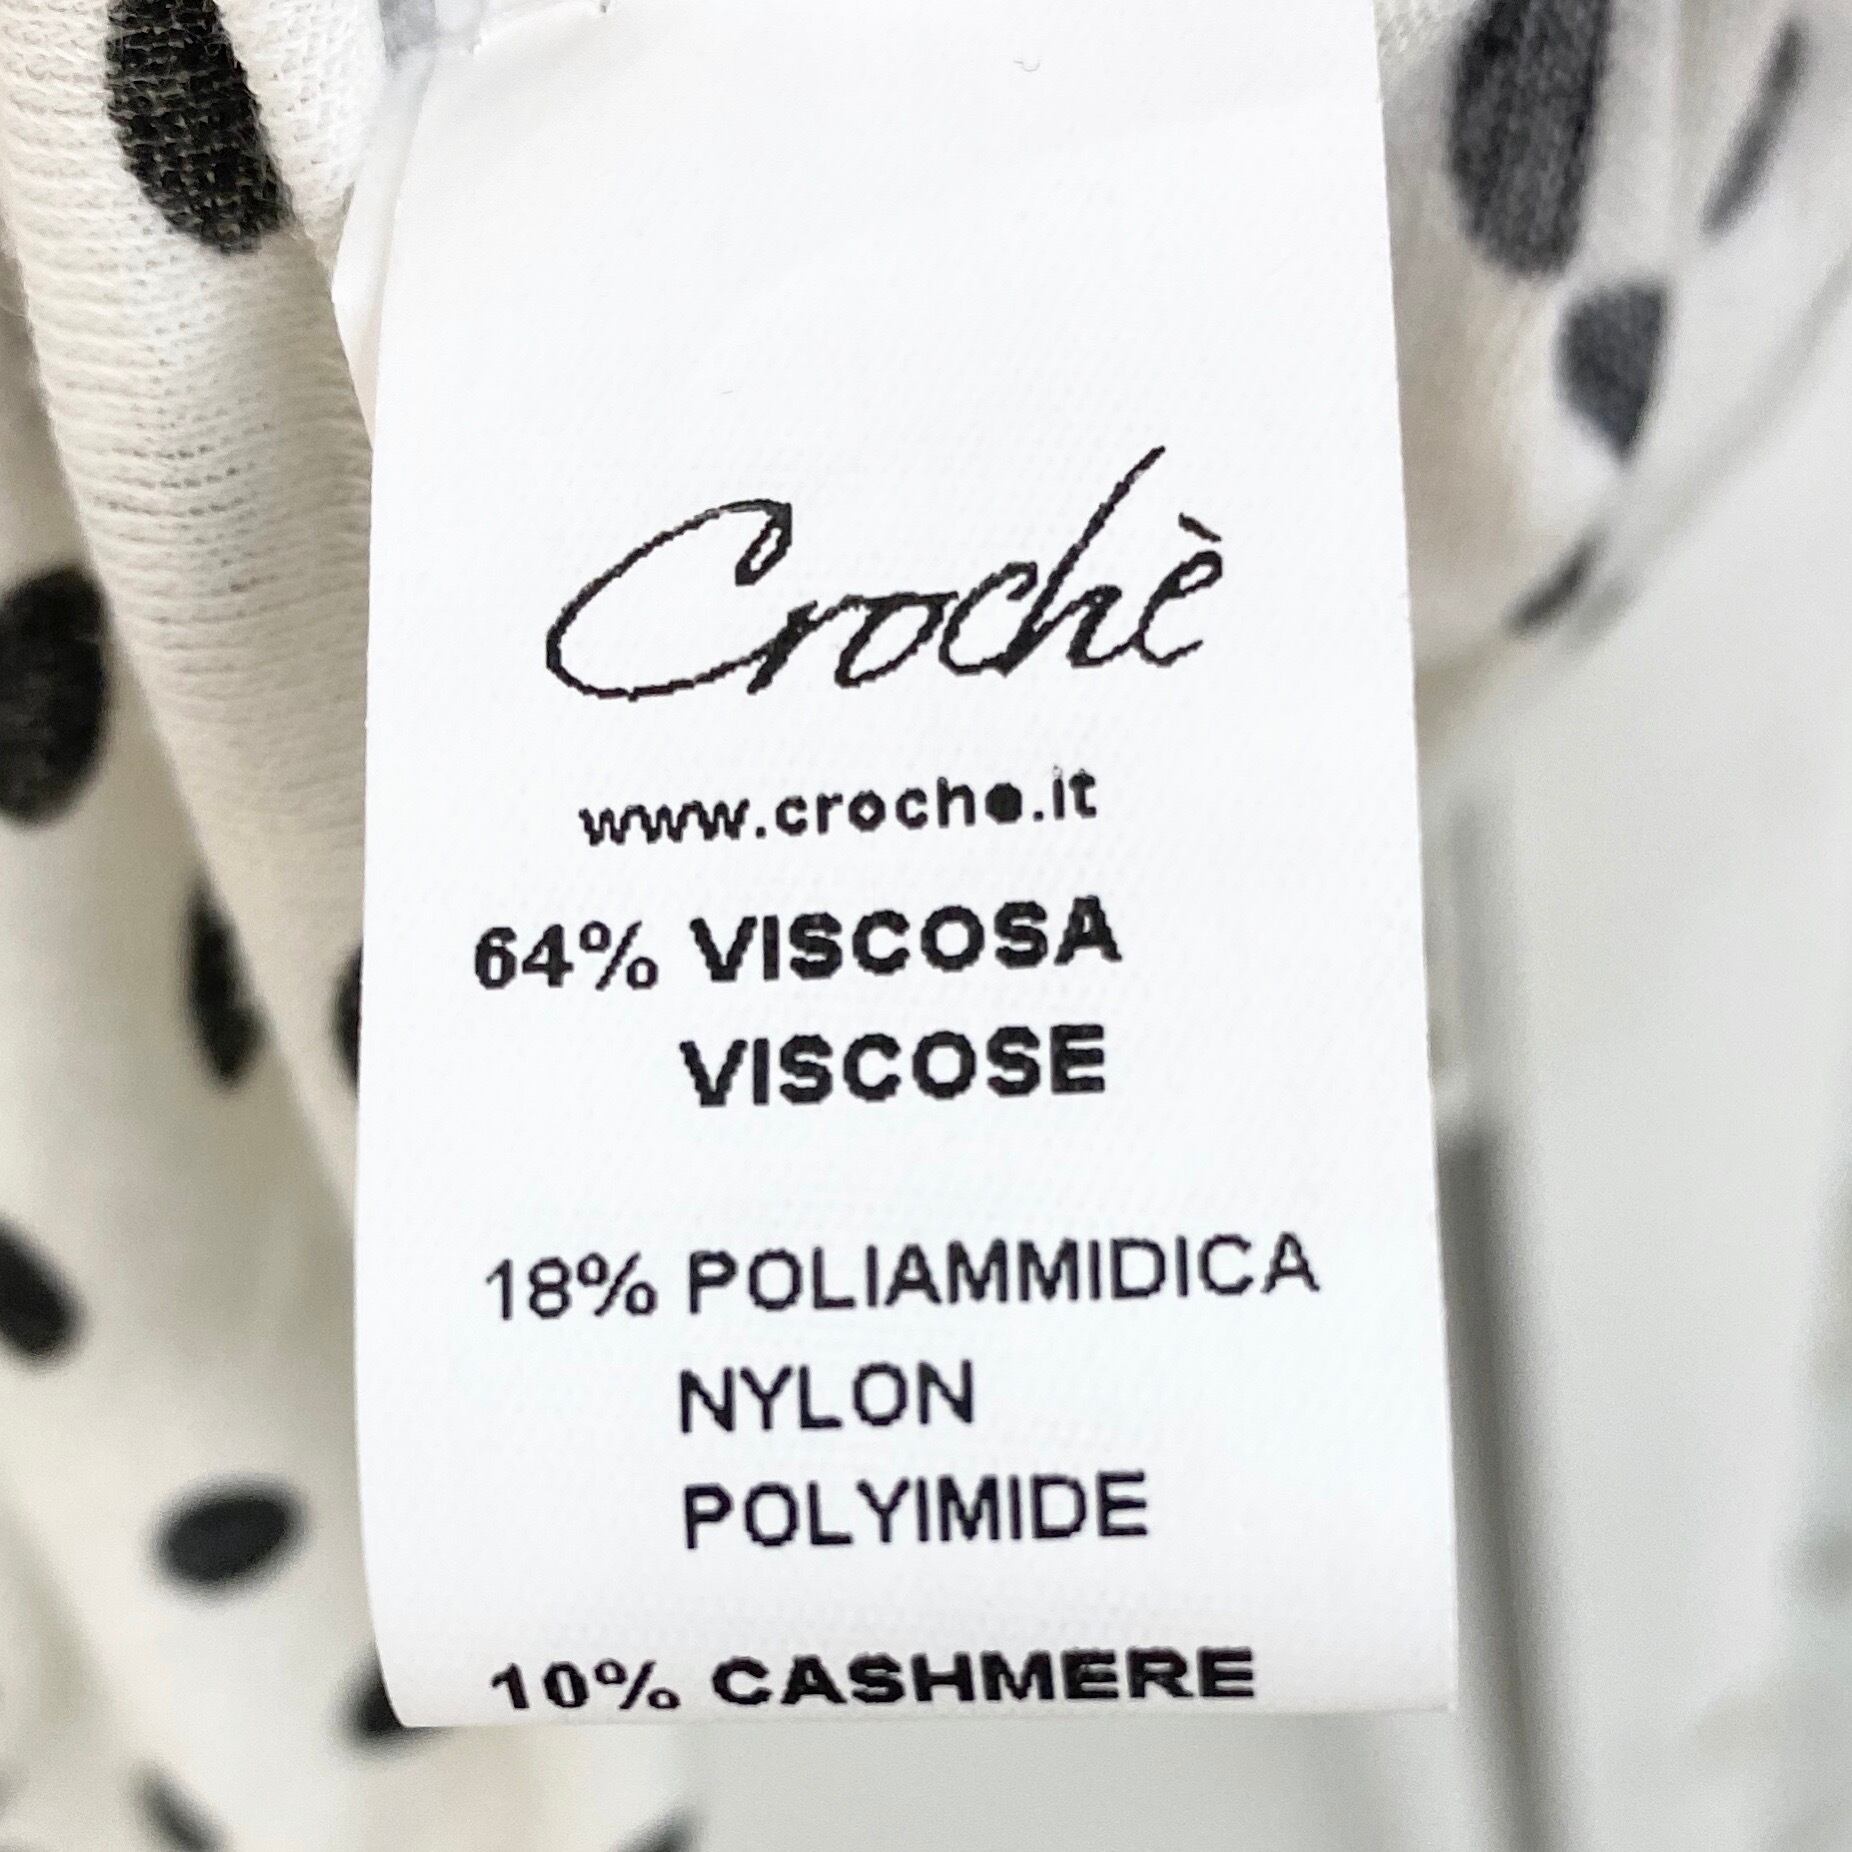 Crochè
www.croche.it
64% VISCOSA
VISCOSE
18% POLIAMMIDICA
NYLON
POLYIMIDE
10% CASHMERE